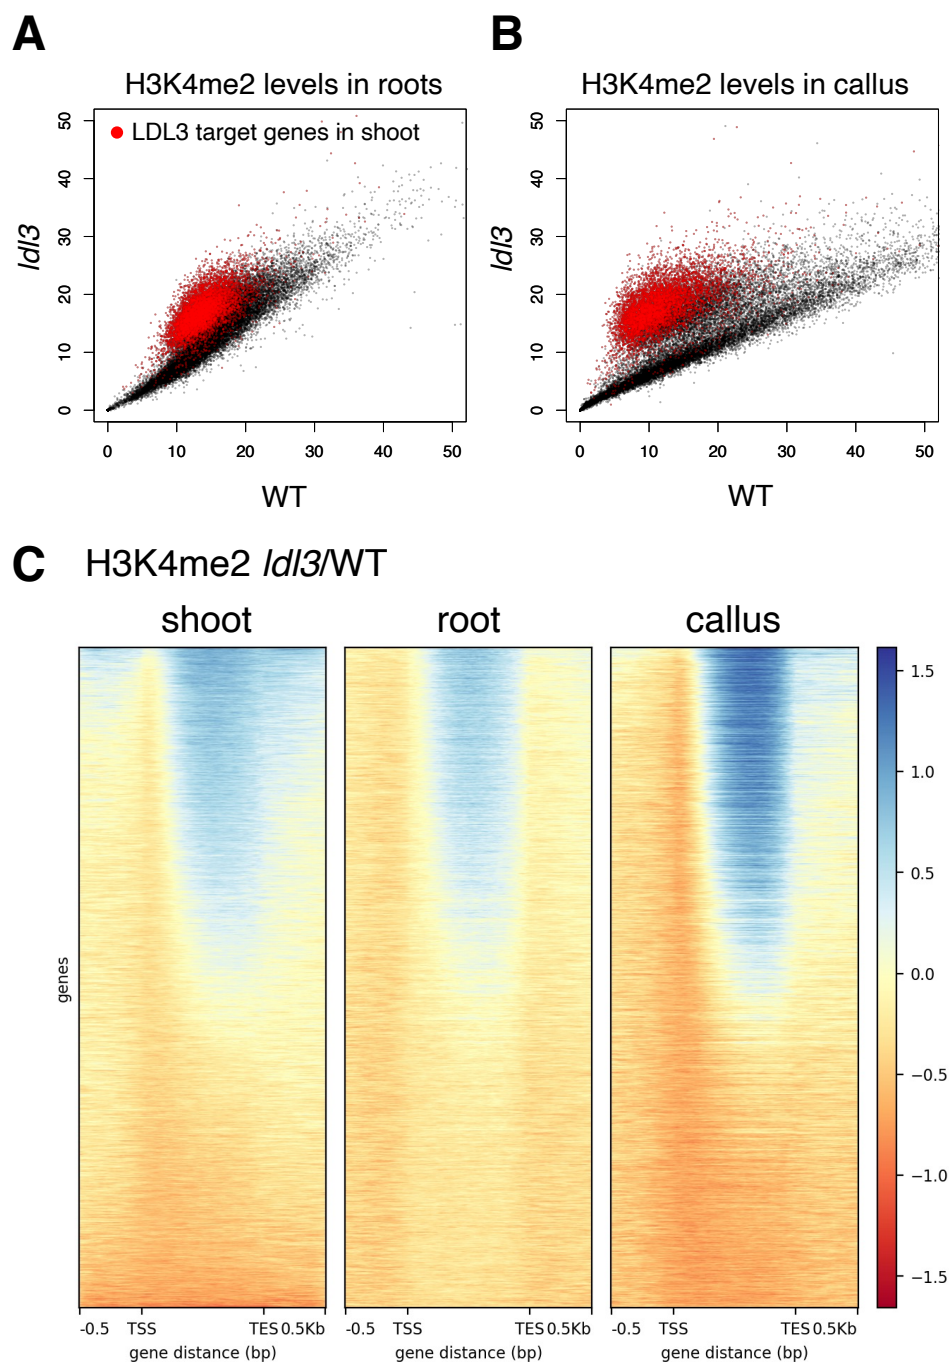 A
B
H3K4me2 levels in roots
H3K4me2 levels in callus
LDL3 target genes in shoot
50
40
30
20
10
0
ldl3
0 10 20 30 40 50
WT
50
40
30
20
10
0
ldl3
0 10 20 30 40 50
WT
C
H3K4me2 ldl3/WT
shoot
root
callus
genes
1.5
1.0
0.5
0.0
−0.5
−1.0
−1.5
-0.5 TSS TES 0.5Kb
gene distance (bp)
-0.5 TSS TES 0.5Kb
gene distance (bp)
-0.5 TSS TES 0.5Kb
gene distance (bp)